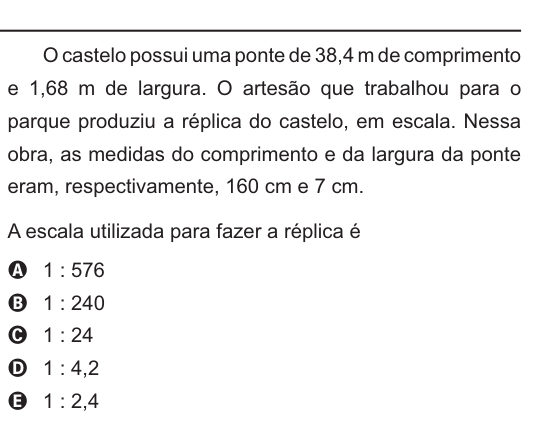 O castelo possui uma ponte de 38,4 m de comprimento
e 1,68 m de largura. O artesão que trabalhou para o
parque produziu a réplica do castelo, em escala. Nessa
obra, as medidas do comprimento e da largura da ponte
eram, respectivamente, 160 cm e 7 cm.
A escala utilizada para fazer a réplica é
A 1 : 576
B 1 : 240
C 1 : 24
D 1 : 4,2
E 1 : 2,4